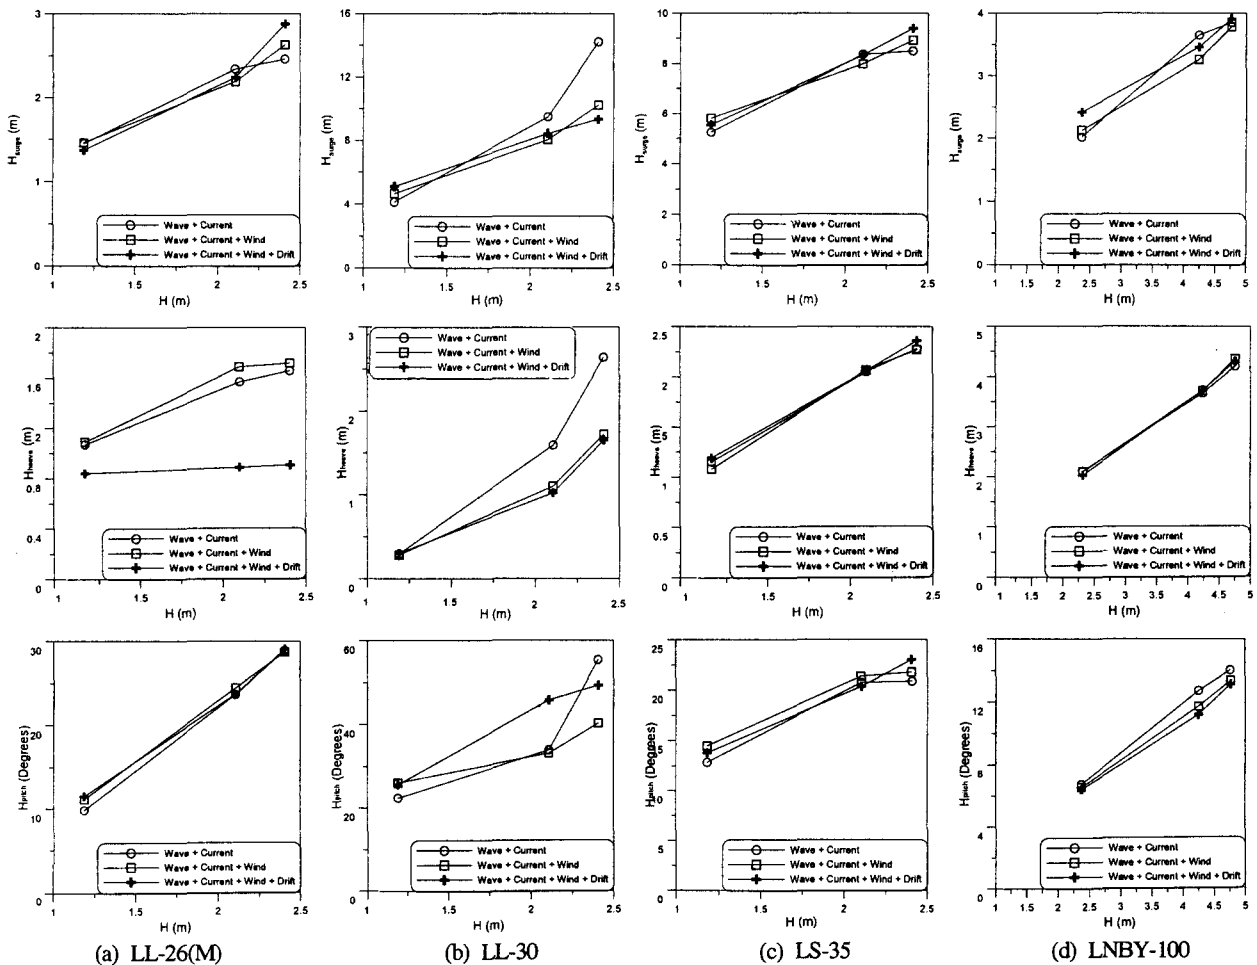 3
2
1
0
H surge (m)
Wave + Current
Wave + Current + Wind
Wave + Current + Wind + Drift
1 1.5 2 2.5
H (m)
16
12
8
4
0
H surge (m)
Wave + Current
Wave + Current + Wind
Wave + Current + Wind + Drift
1 1.5 2 2.5
H (m)
10
8
6
4
2
0
H surge (m)
Wave + Current
Wave + Current + Wind
Wave + Current + Wind + Drift
1 1.5 2 2.5
H (m)
4
3
2
1
0
H surge (m)
Wave + Current
Wave + Current + Wind
Wave + Current + Wind + Drift
1 1.5 2 2.5 3 3.5 4 4.5 5
H (m)
2
1.6
1.2
0.8
0.4
0
H heave (m)
Wave + Current
Wave + Current + Wind
Wave + Current + Wind + Drift
1 1.5 2 2.5
H (m)
3
2
1
0
H heave (m)
Wave + Current
Wave + Current + Wind
Wave + Current + Wind + Drift
1 1.5 2 2.5
H (m)
2.5
2
1.5
1
0.5
0
H heave (m)
Wave + Current
Wave + Current + Wind
Wave + Current + Wind + Drift
1 1.5 2 2.5
H (m)
5
4
3
2
1
0
H heave (m)
Wave + Current
Wave + Current + Wind
Wave + Current + Wind + Drift
1 1.5 2 2.5 3 3.5 4 4.5 5
H (m)
30
20
10
0
H pitch (Degrees)
Wave + Current
Wave + Current + Wind
Wave + Current + Wind + Drift
1 1.5 2 2.5
H (m)
60
40
20
0
H pitch (Degrees)
Wave + Current
Wave + Current + Wind
Wave + Current + Wind + Drift
1 1.5 2 2.5
H (m)
25
20
15
10
5
0
H pitch (Degrees)
Wave + Current
Wave + Current + Wind
Wave + Current + Wind + Drift
1 1.5 2 2.5
H (m)
16
12
8
4
0
H pitch (Degrees)
Wave + Current
Wave + Current + Wind
Wave + Current + Wind + Drift
1 1.5 2 2.5 3 3.5 4 4.5 5
H (m)
(a) LL-26(M)
(b) LL-30
(c) LS-35
(d) LNBY-100